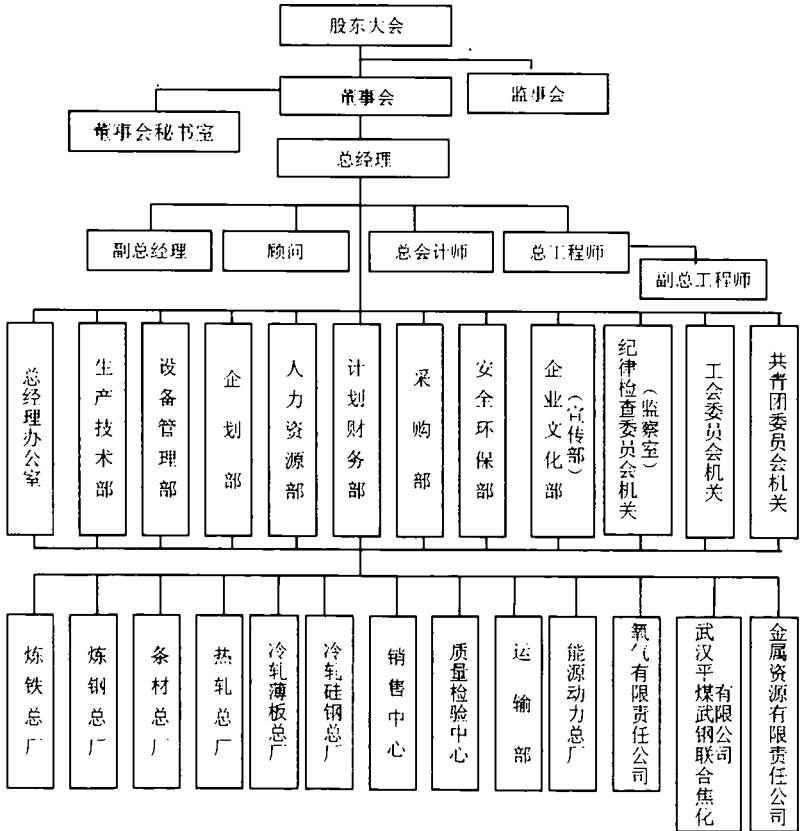 股东大会
监事会
董事会
董事会秘书室
总经理
副总经理
顾问
总会计师
总工程师
副总工程师
总经理办公室
生产技术部
设备管理部
企划部
人力资源部
计划财务部
采购部
安全环保部
企业文化部
（宣传部）
纪律检查委员会机关
（监察室）
工会委员会机关
共青团委员会机关
炼铁总厂
炼钢总厂
条材总厂
热轧总厂
冷轧薄板总厂
冷轧硅钢总厂
销售中心
质量检验中心
运输部
能源动力总厂
氧气有限责任公司
武汉平煤武钢联合焦化
有限公司
金属资源有限责任公司